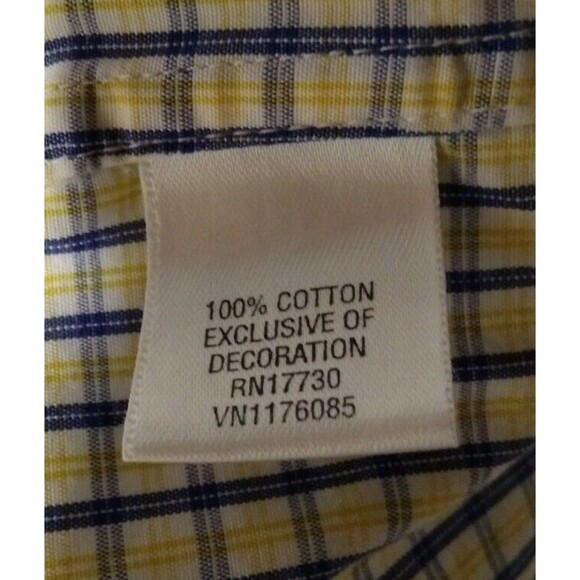 100% COTTON
EXCLUSIVE OF
DECORATION
RN17730
VN1176085